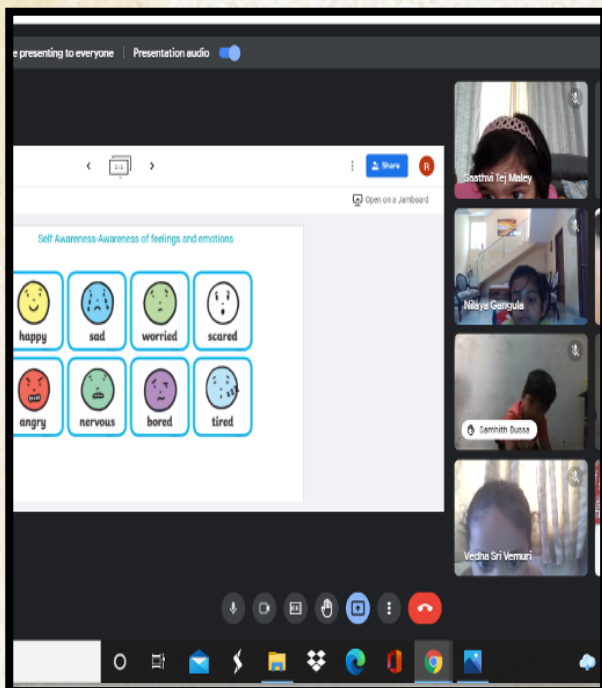 e presenting to everyone | Presentation audio
Share
R
Open on a Jamboard
Self Awareness-Awareness of feelings and emotions
happy sad worried scared
angry nervous bored tired
Saathvi Tej Maley
Nilaya Gangula
Samhith Bussa
Vedha Sri Vemuri